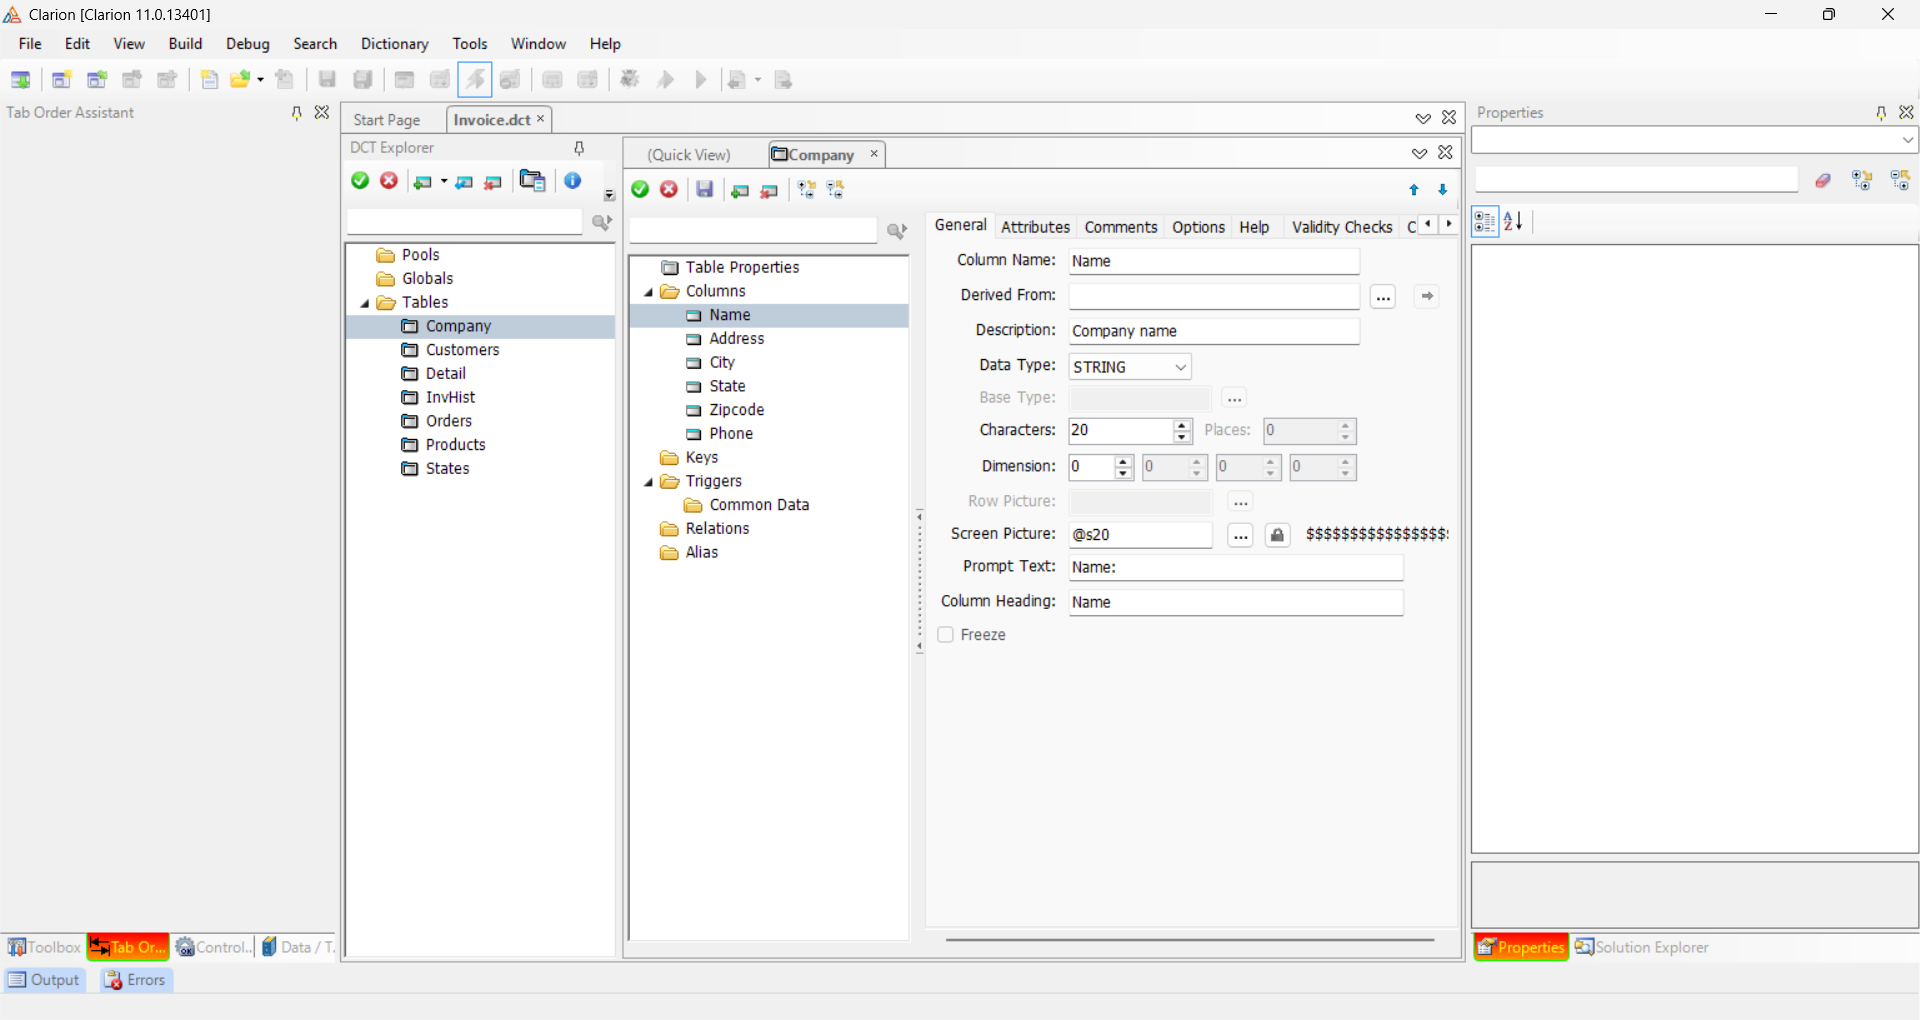 Clarion [Clarion 11.0.13401]
File Edit View Build Debug Search Dictionary Tools Window Help
Tab Order Assistant
Start Page
Invoice.dct
DCT Explorer
Pools
Globals
Tables
Company
Customers
Detail
InvHist
Orders
Products
States
(Quick View)
Company
Table Properties
Columns
Name
Address
City
State
Zipcode
Phone
Keys
Triggers
Common Data
Relations
Alias
General Attributes Comments Options Help Validity Checks C
Column Name: Name
Derived From: ...
Description: Company name
Data Type: STRING
Base Type: ...
Characters: 20 Places: 0
Dimension: 0 0 0 0
Row Picture: ...
Screen Picture: @s20 ... $$$$$$$$$$$$$$$$
Prompt Text: Name:
Column Heading: Name
Freeze
Properties
Toolbox Tab Or... Control... Data / T.
Properties Solution Explorer
Output Errors